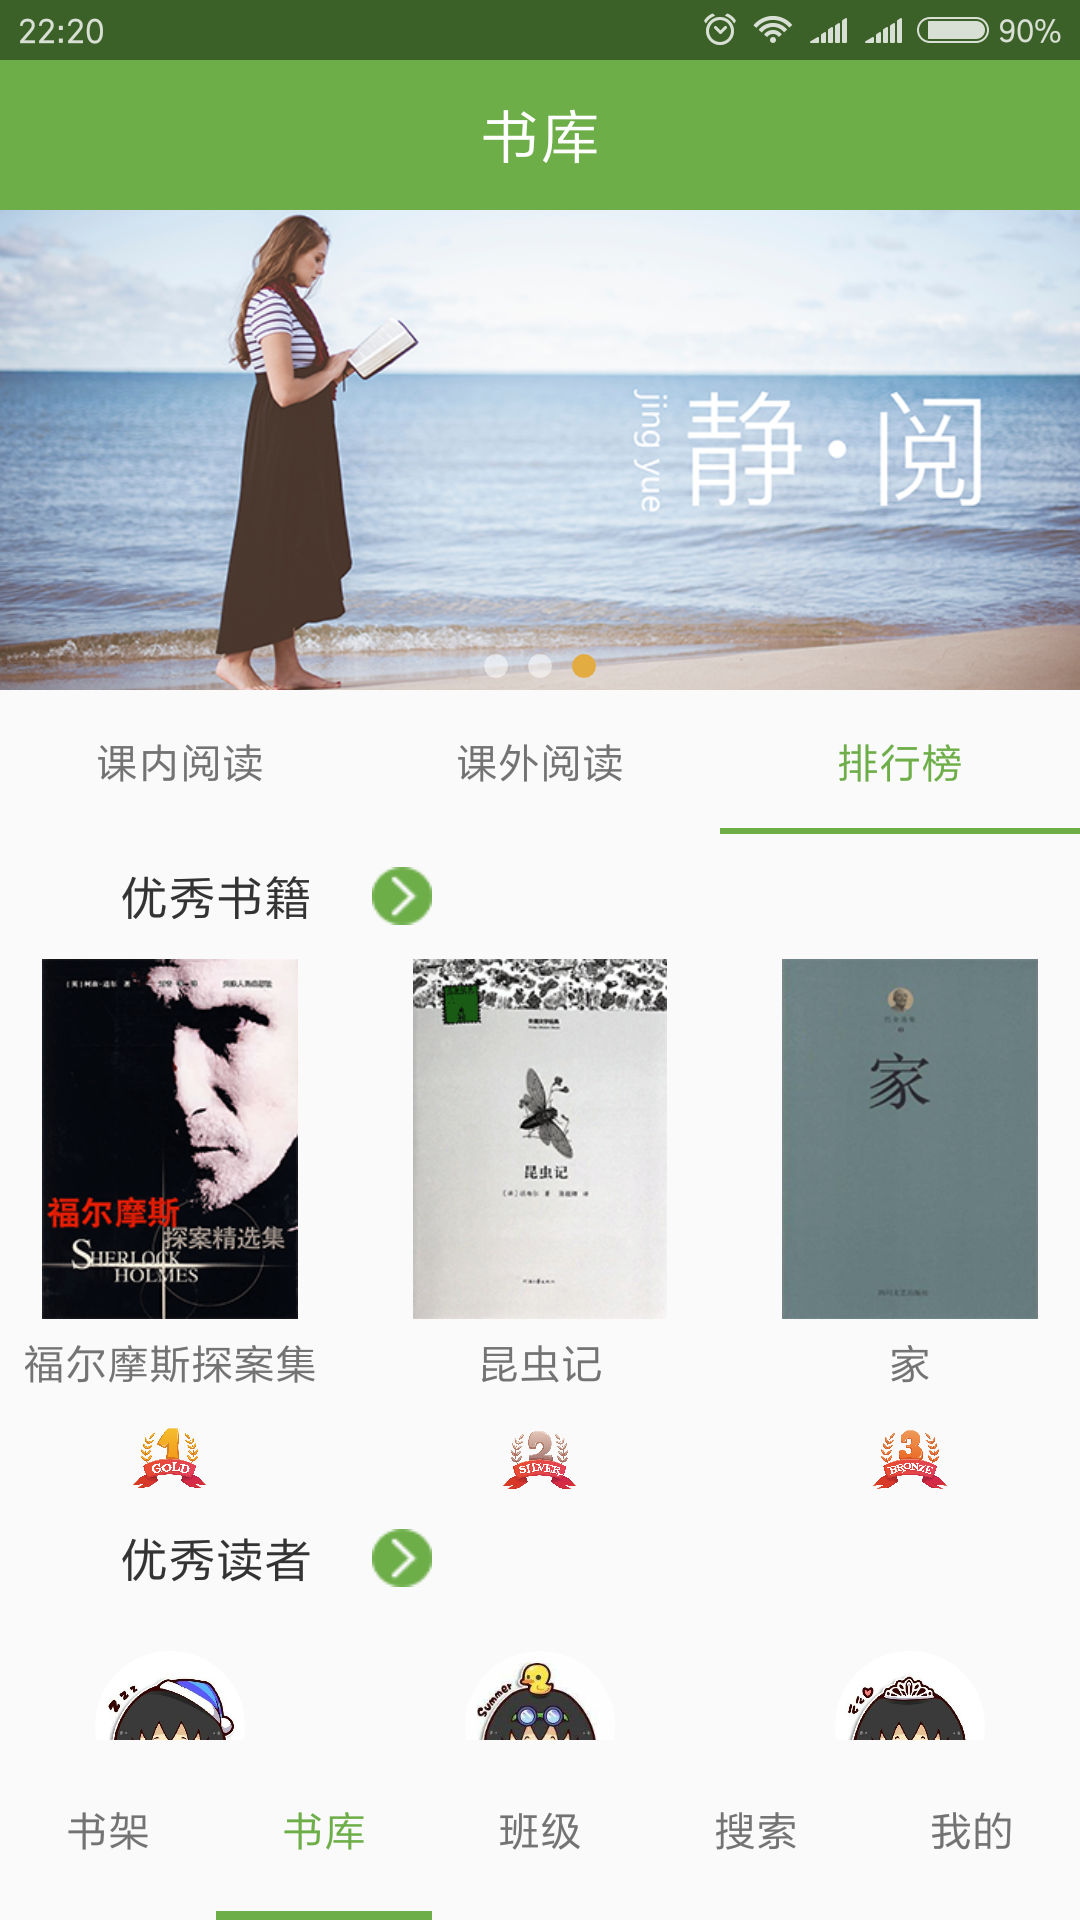 22:20
90%
书库
jing yue
静·阅
课内阅读
课外阅读
排行榜
优秀书籍
福尔摩斯
探案精选集
SHERLOCK
HOLMES
昆虫记
家
福尔摩斯探案集
昆虫记
家
1
GOLD
2
SILVER
3
BRONZE
优秀读者
zzz
Summer
书架
书库
班级
搜索
我的